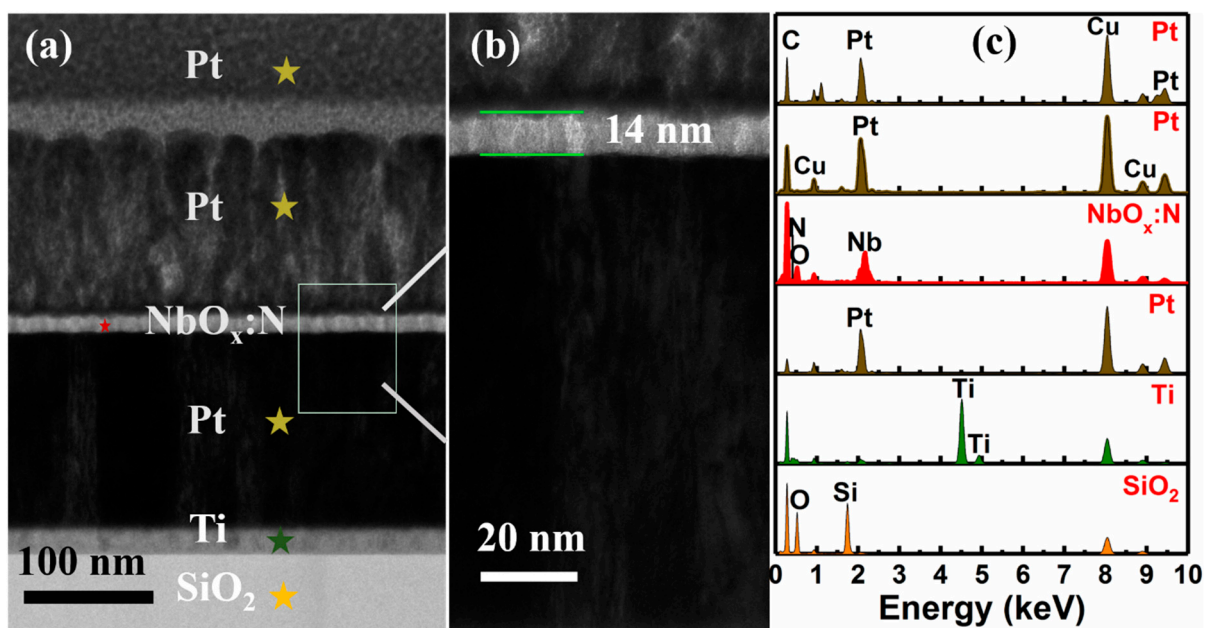 (a)
Pt
Pt
NbOₓ:N
Pt
Ti
100 nm
SiO₂
(b)
14 nm
20 nm
(c)
C Pt Cu Pt
Pt
Pt Pt
Cu Cu
NbOₓ:N
N
O Nb
Pt Pt
Ti Ti
Ti
O Si SiO₂
0 1 2 3 4 5 6 7 8 9 10
Energy (keV)